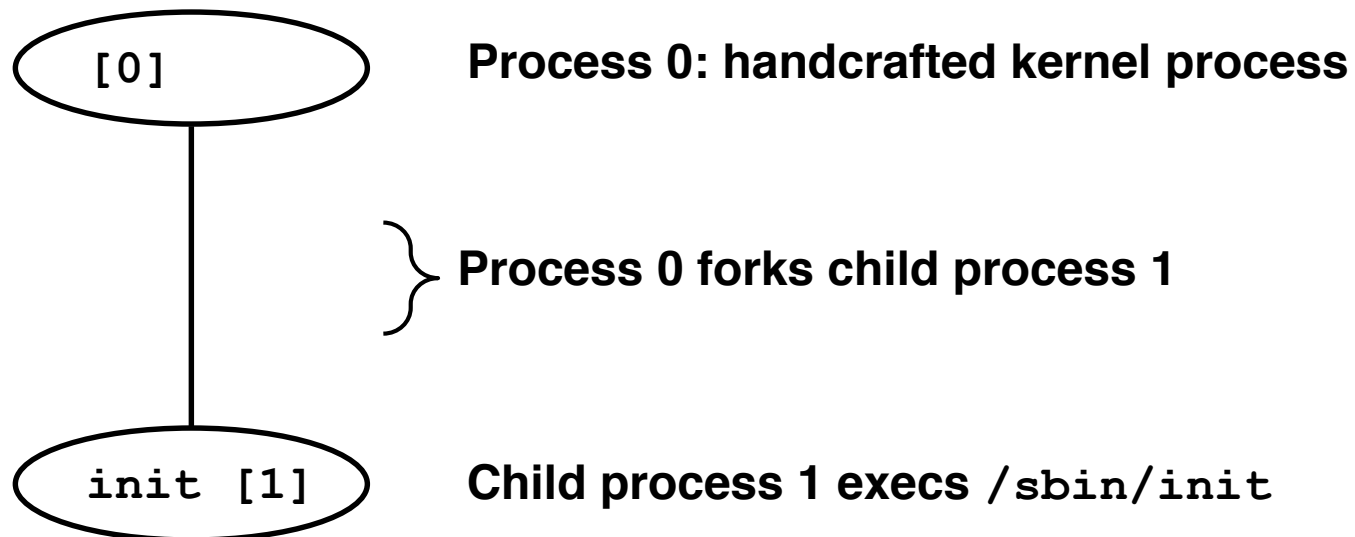 [0]
Process 0: handcrafted kernel process
Process 0 forks child process 1
init [1]
Child process 1 execs /sbin/init